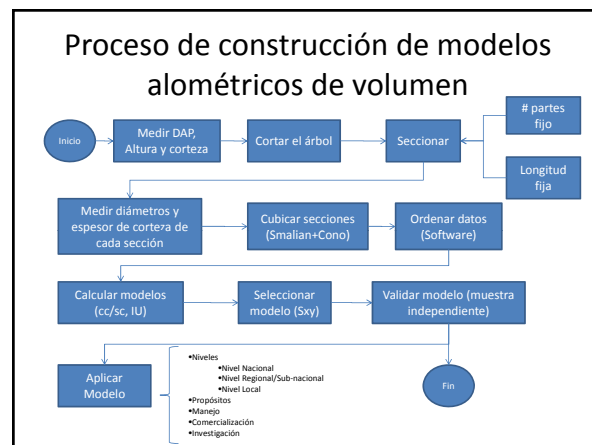 Proceso de construcción de modelos
alométricos de volumen
Inicio
Medir DAP,
Altura y corteza
Cortar el árbol
Seccionar
# partes
fijo
Longitud
fija
Medir diámetros y
espesor de corteza de
cada sección
Cubicar secciones
(Smalian+Cono)
Ordenar datos
(Software)
Calcular modelos
(cc/sc, IU)
Seleccionar
modelo (Sxy)
Validar modelo (muestra
independiente)
Aplicar
Modelo
•Niveles
•Nivel Nacional
•Nivel Regional/Sub-nacional
•Nivel Local
•Propósitos
•Manejo
•Comercialización
•Investigación
Fin